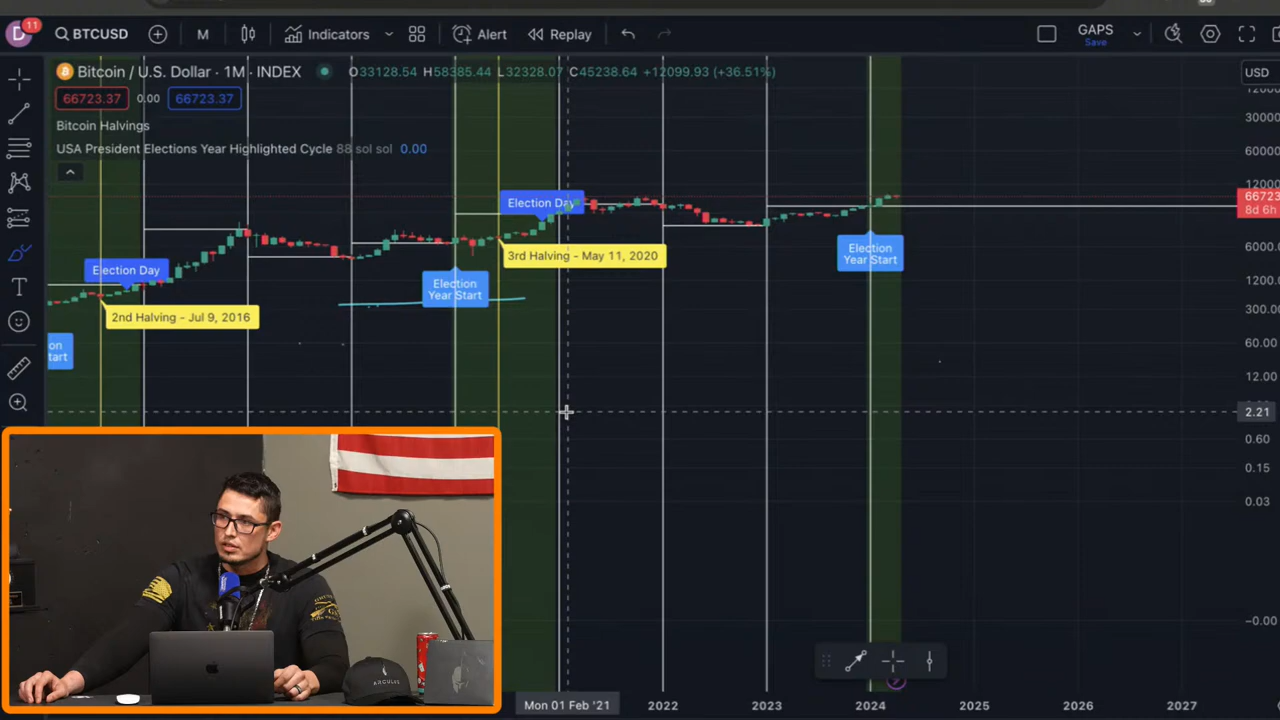 D 11 BTCUSD M Indicators Alert Replay GAPS
Save
Bitcoin / U.S. Dollar · 1M · INDEX O33128.54 H58385.44 L32328.07 C45238.64 +12099.93 (+36.51%) USD
66723.37 0.00 66723.37
Bitcoin Halvings
USA President Elections Year Highlighted Cycle 88 sol sol 0.00
30000
60000
12000
66723
8d 6h
6000.
1200.
300.00
60.00
12.00
2.21
0.60
0.15
0.03
−0.00
Election Day
Election Day
Election
Year Start
3rd Halving - May 11, 2020
Election
Year Start
2nd Halving - Jul 9, 2016
on
tart
T
ARCULUS
Mon 01 Feb '21 2022 2023 2024 2025 2026 2027